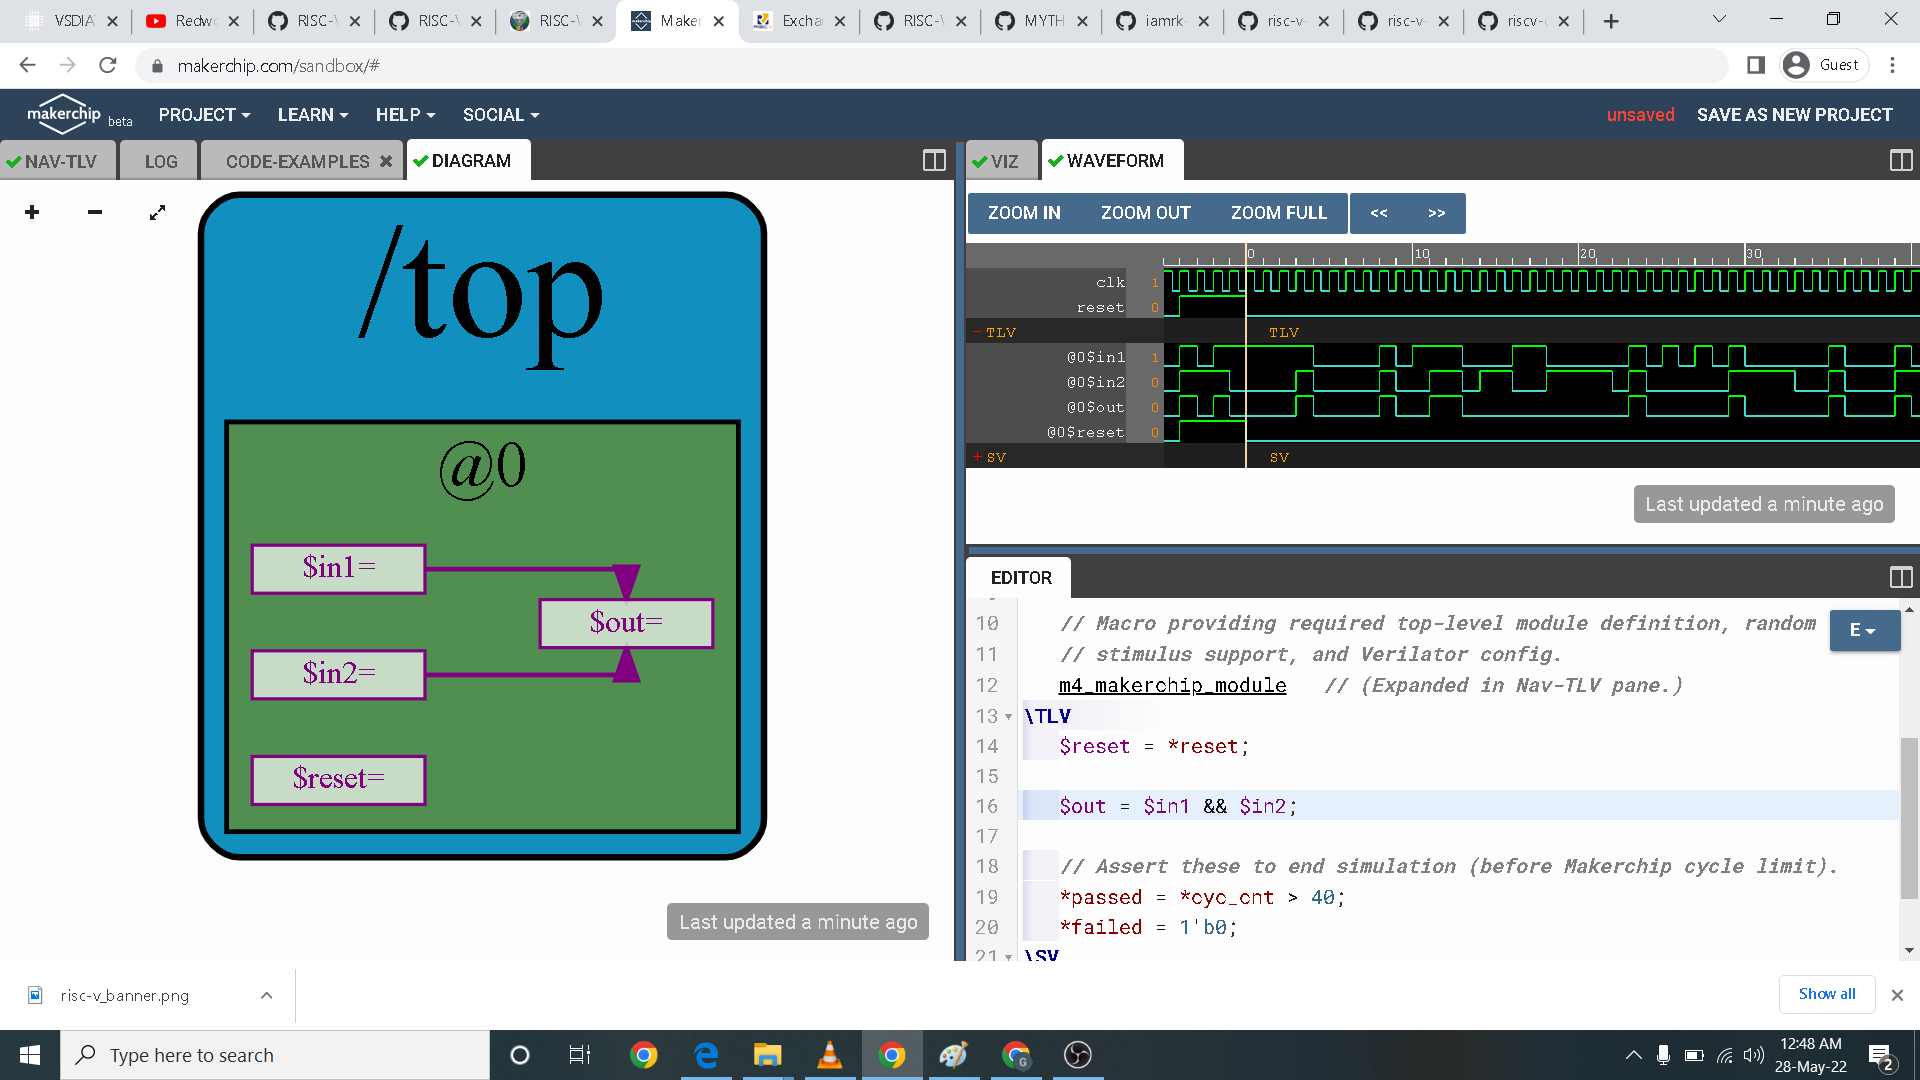 VSDIA
Redwo
RISC-V
RISC-V
RISC-V
Maker
Excha
RISC-V
MYTH
iamrk-
risc-v-
risc-v-
riscv-c
makerchip.com/sandbox/#
Guest
makerchip beta
PROJECT
LEARN
HELP
SOCIAL
unsaved
SAVE AS NEW PROJECT
NAV-TLV
LOG
CODE-EXAMPLES
DIAGRAM
/top
@0
$in1=
$out=
$in2=
$reset=
Last updated a minute ago
VIZ
WAVEFORM
ZOOM IN
ZOOM OUT
ZOOM FULL
<<
>>
0 10 20 30
clk 1
reset 0
- TLV TLV
@0$in1 1
@0$in2 0
@0$out 0
@0$reset 0
+ SV SV
Last updated a minute ago
EDITOR
E
10 // Macro providing required top-level module definition, random
11 // stimulus support, and Verilator config.
12 m4_makerchip_module // (Expanded in Nav-TLV pane.)
13 \TLV
14 $reset = *reset;
15
16 $out = $in1 && $in2;
17
18 // Assert these to end simulation (before Makerchip cycle limit).
19 *passed = *cyc_cnt > 40;
20 *failed = 1'b0;
21 \SV
risc-v_banner.png
Show all
Type here to search
G
12:48 AM
28-May-22
2